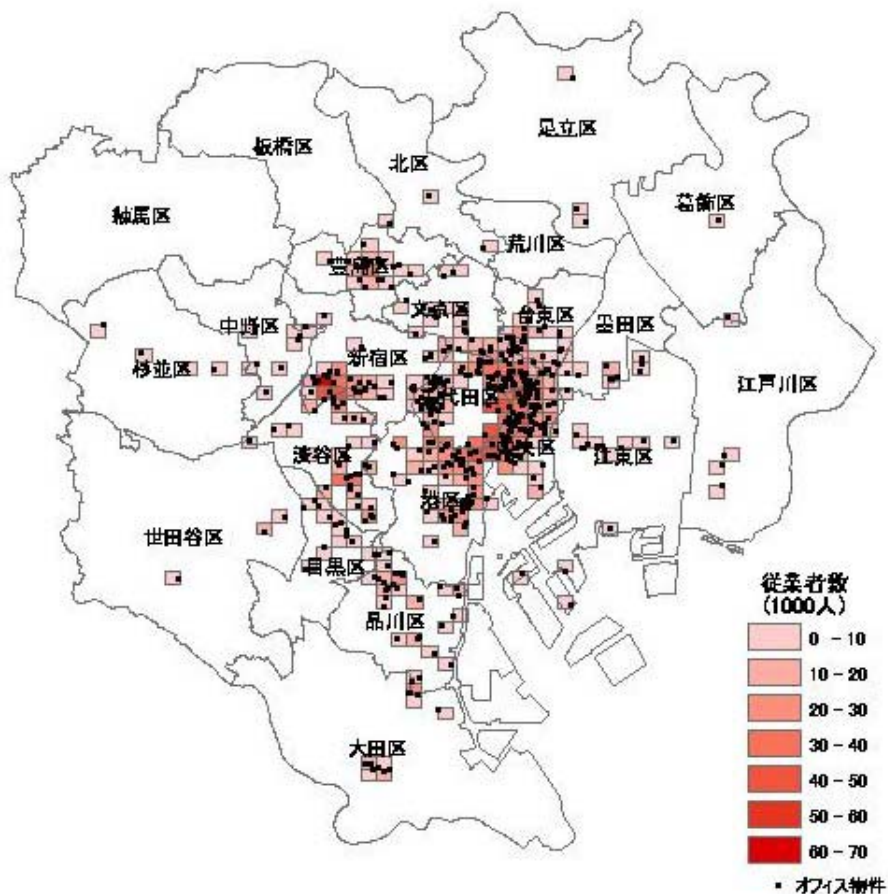 足立区
板橋区
北区
練馬区
葛飾区
荒川区
豊島区
文京区
台東区
中野区
墨田区
新宿区
杉並区
江戸川区
代田区
央区
渋谷区
江東区
港区
世田谷区
目黒区
品川区
大田区
従業者数
(1000人)
0 - 10
10 - 20
20 - 30
30 - 40
40 - 50
50 - 60
60 - 70
オフィス物件